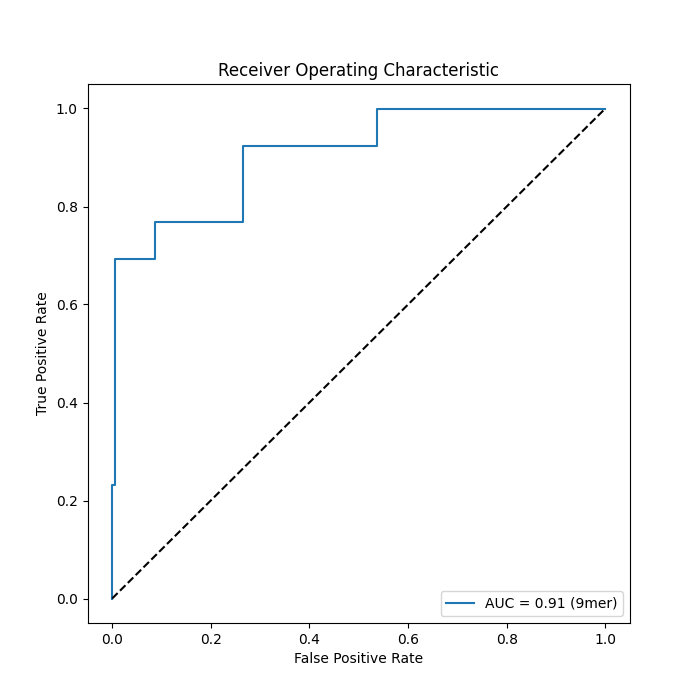 Receiver Operating Characteristic
1.0
0.8
0.6
0.4
0.2
0.0
True Positive Rate
AUC = 0.91 (9mer)
0.0 0.2 0.4 0.6 0.8 1.0
False Positive Rate